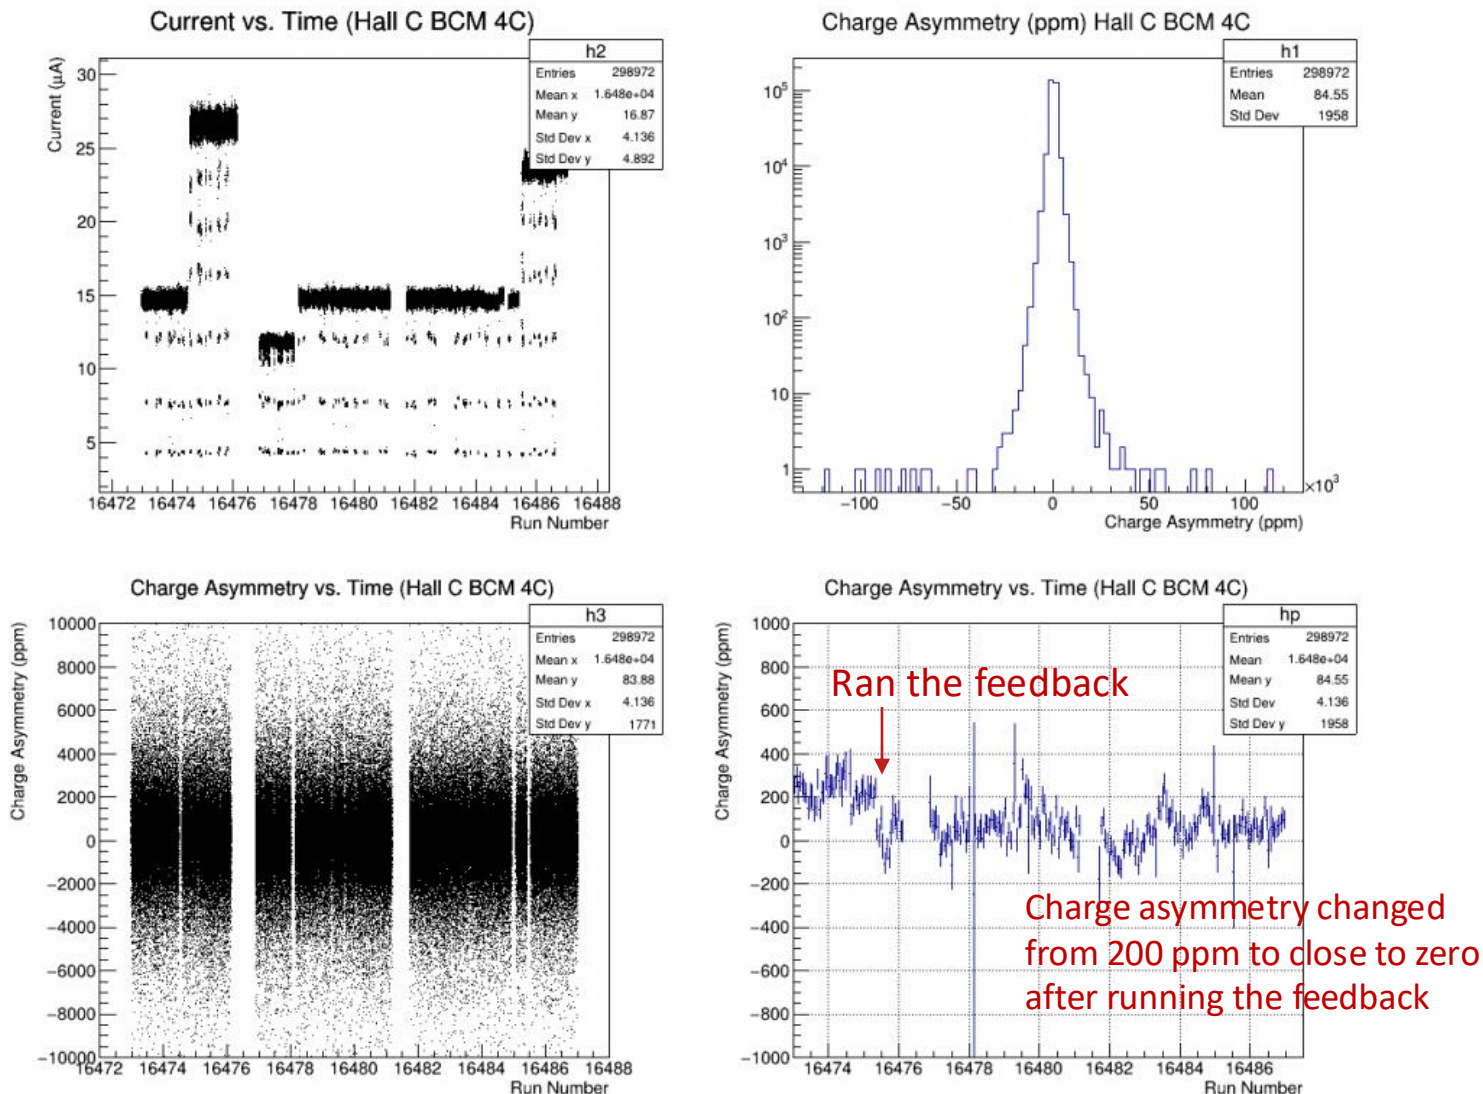 Current vs. Time (Hall C BCM 4C)
h2
Entries 298972
Mean x 1.648e+04
Mean y 16.87
Std Dev x 4.136
Std Dev y 4.892
Current (μA)
30
25
20
15
10
5
16472 16474 16476 16478 16480 16482 16484 16486 16488
Run Number
Charge Asymmetry (ppm) Hall C BCM 4C
h1
Entries 298972
Mean 84.55
Std Dev 1958
10⁵
10⁴
10³
10²
10
1
−100 −50 0 50 100
×10³
Charge Asymmetry (ppm)
Charge Asymmetry vs. Time (Hall C BCM 4C)
h3
Entries 298972
Mean x 1.648e+04
Mean y 83.88
Std Dev x 4.136
Std Dev y 1771
Charge Asymmetry (ppm)
10000
8000
6000
4000
2000
0
−2000
−4000
−6000
−8000
−10000
16472 16474 16476 16478 16480 16482 16484 16486 16488
Run Number
Charge Asymmetry vs. Time (Hall C BCM 4C)
hp
Entries 298972
Mean 1.648e+04
Mean y 84.55
Std Dev 4.136
Std Dev y 1958
Charge Asymmetry (ppm)
1000
800
600
400
200
0
−200
−400
−600
−800
−1000
Ran the feedback
Charge asymmetry changed
from 200 ppm to close to zero
after running the feedback
16474 16476 16478 16480 16482 16484 16486
Run Number